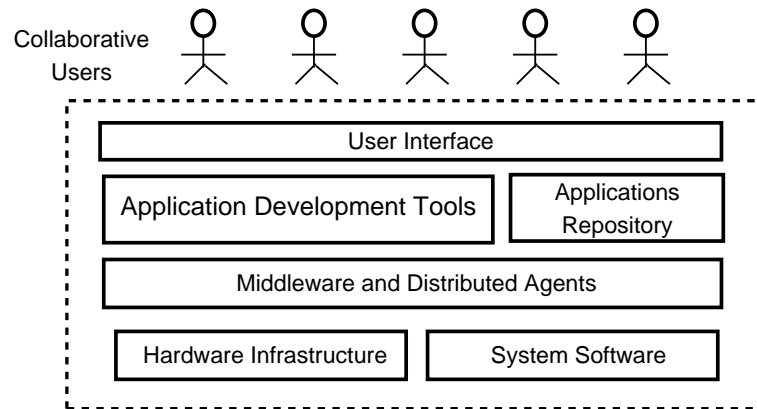 Collaborative
Users
User Interface
Application Development Tools
Applications
Repository
Middleware and Distributed Agents
Hardware Infrastructure
System Software